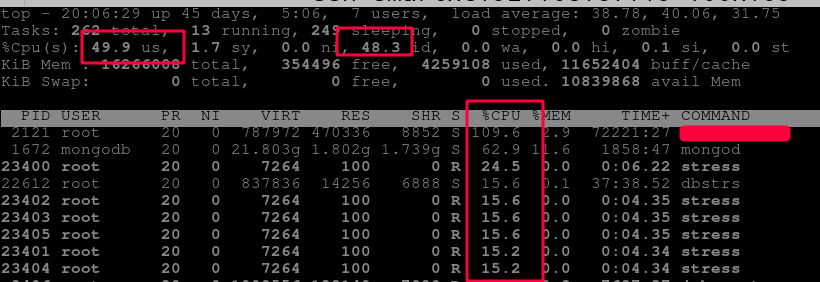 top - 20:06:29 up 45 days, 5:06, 7 users, load average: 38.78, 40.06, 31.75
Tasks: 262 total, 13 running, 249 sleeping, 0 stopped, 0 zombie
%Cpu(s): 49.9 us, 1.7 sy, 0.0 ni, 48.3 id, 0.0 wa, 0.0 hi, 0.1 si, 0.0 st
KiB Mem : 16266008 total, 354496 free, 4259108 used, 11652404 buff/cache
KiB Swap: 0 total, 0 free, 0 used. 10839868 avail Mem
PID USER PR NI VIRT RES SHR S %CPU %MEM TIME+ COMMAND
2121 root 20 0 787972 470336 8852 S 109.6 2.9 72221:27
1672 mongodb 20 0 21.803g 1.802g 1.739g S 62.9 11.6 1858:47 mongod
23400 root 20 0 7264 100 0 R 24.5 0.0 0:06.22 stress
22612 root 20 0 837836 14256 6888 S 15.6 0.1 37:38.52 dbstrs
23402 root 20 0 7264 100 0 R 15.6 0.0 0:04.35 stress
23403 root 20 0 7264 100 0 R 15.6 0.0 0:04.35 stress
23405 root 20 0 7264 100 0 R 15.6 0.0 0:04.35 stress
23401 root 20 0 7264 100 0 R 15.2 0.0 0:04.34 stress
23404 root 20 0 7264 100 0 R 15.2 0.0 0:04.34 stress